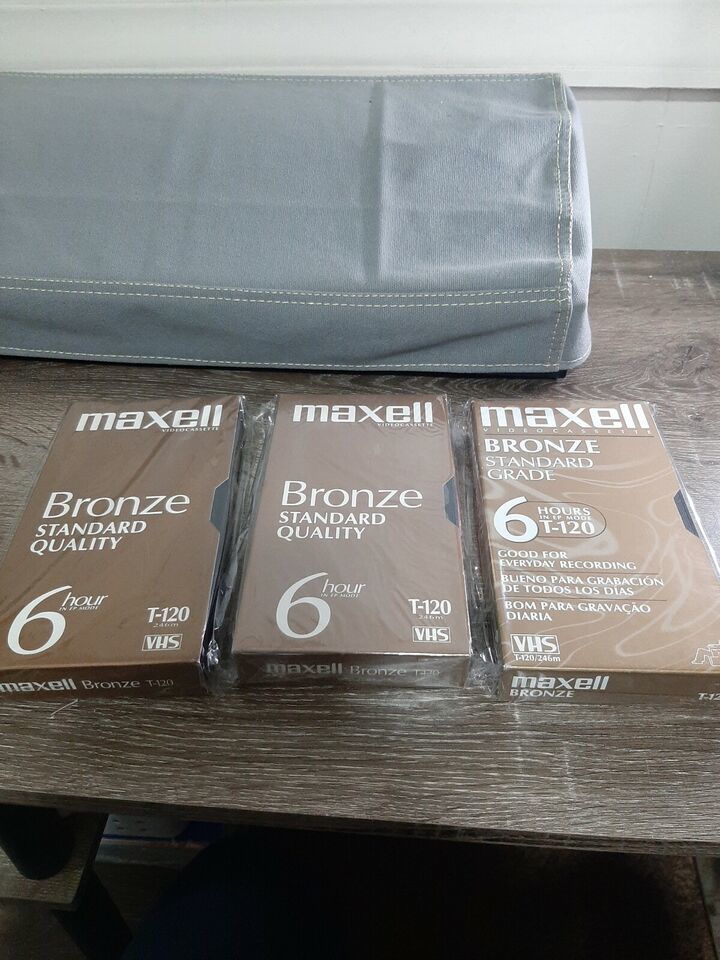 maxell
VIDEOCASSETTE
Bronze
STANDARD
QUALITY
6 hour
IN EP MODE
T-120
246m
VHS
maxell Bronze T-120
maxell
VIDEOCASSETTE
Bronze
STANDARD
QUALITY
6 hour
IN EP MODE
T-120
246m
VHS
maxell Bronze T-120
maxell
VIDEOCASSETTE
BRONZE
STANDARD
GRADE
6 HOURS
IN EP MODE
T-120
GOOD FOR
EVERYDAY RECORDING
BUENO PARA GRABACIÓN
DE TODOS LOS DÍAS
BOM PARA GRAVAÇÃO
DIARIA
VHS
T-120/246m
maxell
BRONZE